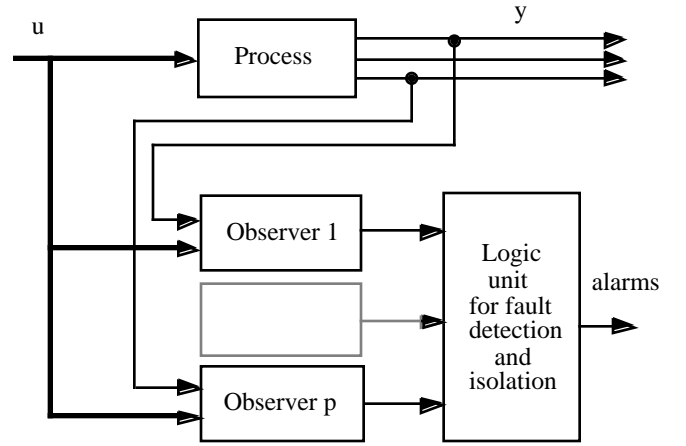 u
y
Process
Observer 1
Logic
unit
for fault
detection
and
isolation
alarms
Observer p